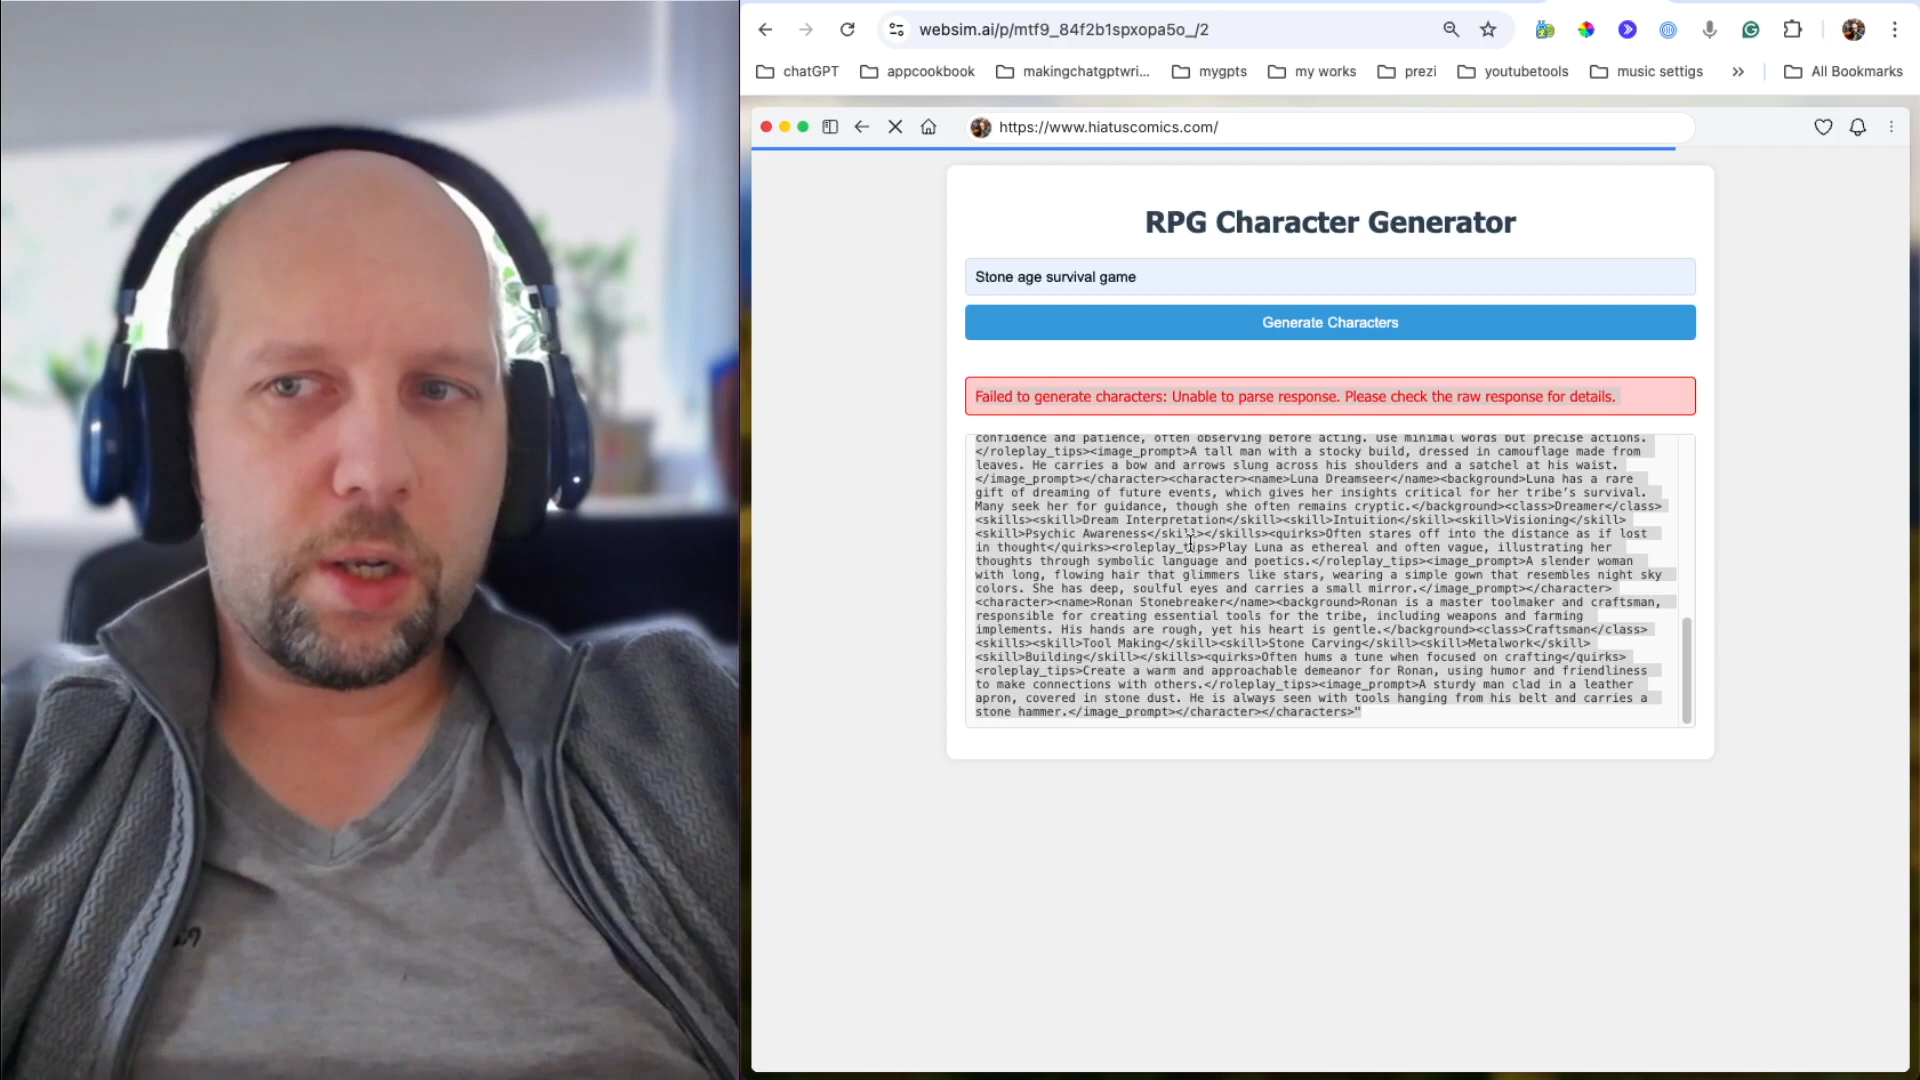 websim.ai/p/mtf9_84f2b1spxopa5o_/2
chatGPT appcookbook makingchatgptwri... mygpts my works prezi youtubetools music settigs » All Bookmarks
https://www.hiatuscomics.com/
RPG Character Generator
Stone age survival game
Generate Characters
Failed to generate characters: Unable to parse response. Please check the raw response for details.
confidence and patience, often observing before acting. Use minimal words but precise actions.
</roleplay_tips><image_prompt>A tall man with a stocky build, dressed in camouflage made from
leaves. He carries a bow and arrows slung across his shoulders and a satchel at his waist.
</image_prompt></character><character><name>Luna Dreamseer</name><background>Luna has a rare
gift of dreaming of future events, which gives her insights critical for her tribe's survival.
Many seek her for guidance, though she often remains cryptic.</background><class>Dreamer</class>
<skills><skill>Dream Interpretation</skill><skill>Intuition</skill><skill>Visioning</skill>
<skill>Psychic Awareness</skill></skills><quirks>Often stares off into the distance as if lost
in thought</quirks><roleplay_tips>Play Luna as ethereal and often vague, illustrating her
thoughts through symbolic language and poetics.</roleplay_tips><image_prompt>A slender woman
with long, flowing hair that glimmers like stars, wearing a simple gown that resembles night sky
colors. She has deep, soulful eyes and carries a small mirror.</image_prompt></character>
<character><name>Ronan Stonebreaker</name><background>Ronan is a master toolmaker and craftsman,
responsible for creating essential tools for the tribe, including weapons and farming
implements. His hands are rough, yet his heart is gentle.</background><class>Craftsman</class>
<skills><skill>Tool Making</skill><skill>Stone Carving</skill><skill>Metalwork</skill>
<skill>Building</skill></skills><quirks>Often hums a tune when focused on crafting</quirks>
<roleplay_tips>Create a warm and approachable demeanor for Ronan, using humor and friendliness
to make connections with others.</roleplay_tips><image_prompt>A sturdy man clad in a leather
apron, covered in stone dust. He is always seen with tools hanging from his belt and carries a
stone hammer.</image_prompt></character></characters>"